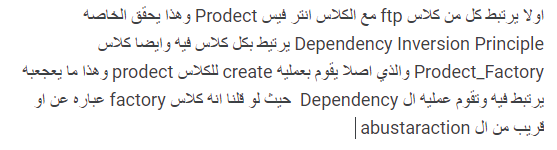 اولا يرتبط كل من كلاس ftp مع الكلاس انتر فيس Prodect وهذا يحقق الخاصه
Dependency Inversion Principle يرتبط بكل كلاس فيه وايضا كلاس
Prodect_Factory والذي اصلا يقوم بعمليه create للكلاس prodect وهذا ما يععجعبه
يرتبط فيه وتقوم عمليه ال Dependency حيث لو قلنا انه كلاس factory عباره عن او
قريب من ال abustaraction